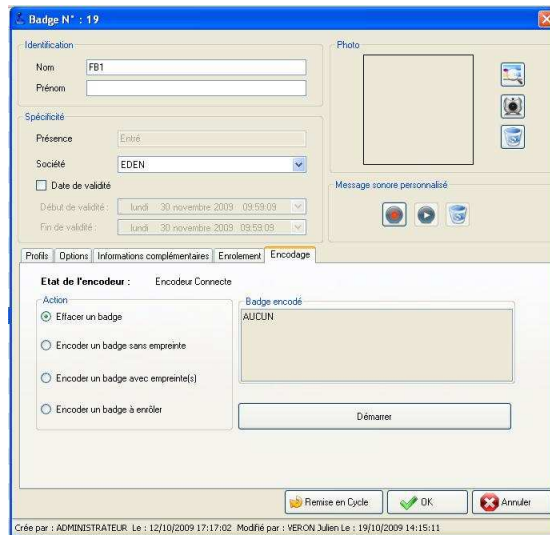 Badge N° : 19
Identification
Nom FB1
Prénom
Photo
Spécificité
Présence Entré
Société EDEN
Date de validité
Début de validité : lundi 30 novembre 2009 09:59:09
Fin de validité : lundi 30 novembre 2009 09:59:09
Message sonore personnalisé
Profils Options Informations complémentaires Enrolement Encodage
Etat de l'encodeur : Encodeur Connecte
Action
Effacer un badge
Encoder un badge sans empreinte
Encoder un badge avec empreinte(s)
Encoder un badge à enrôler
Badge encodé
AUCUN
Démarrer
Remise en Cycle OK Annuler
Crée par : ADMINISTRATEUR Le : 12/10/2009 17:17:02 Modifié par : VERON Julien Le : 19/10/2009 14:15:11